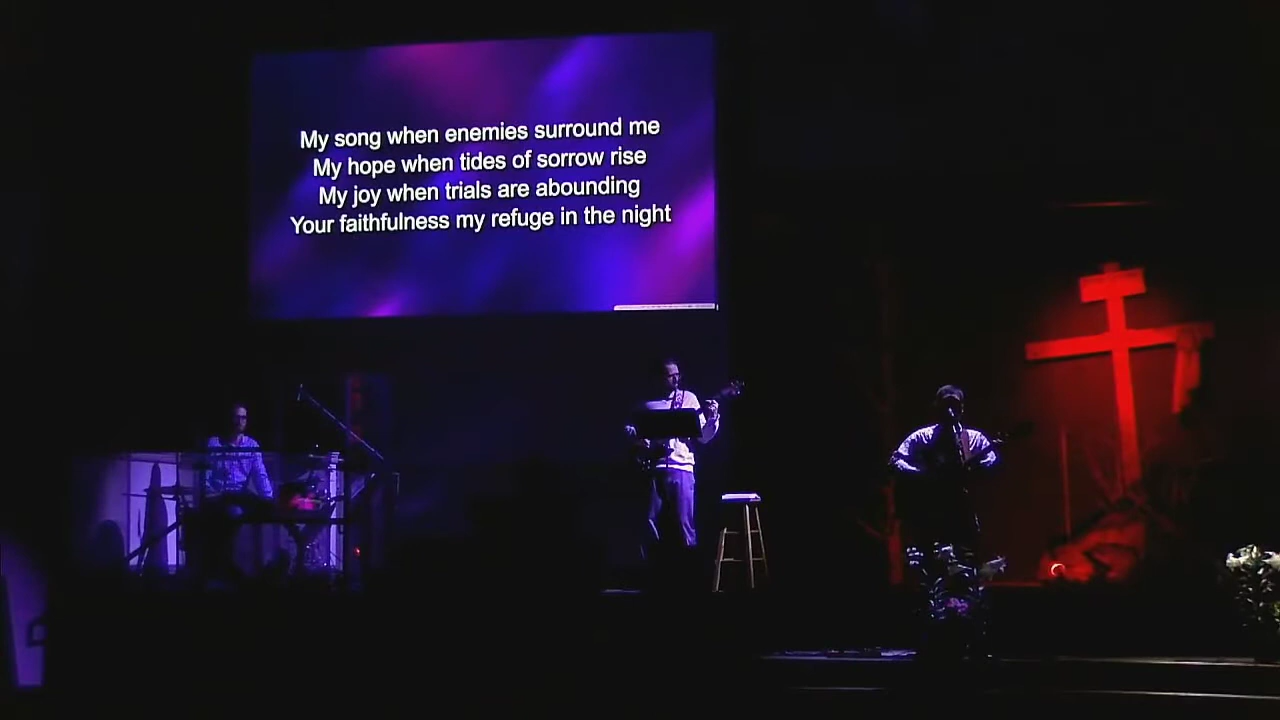 My song when enemies surround me
My hope when tides of sorrow rise
My joy when trials are abounding
Your faithfulness my refuge in the night